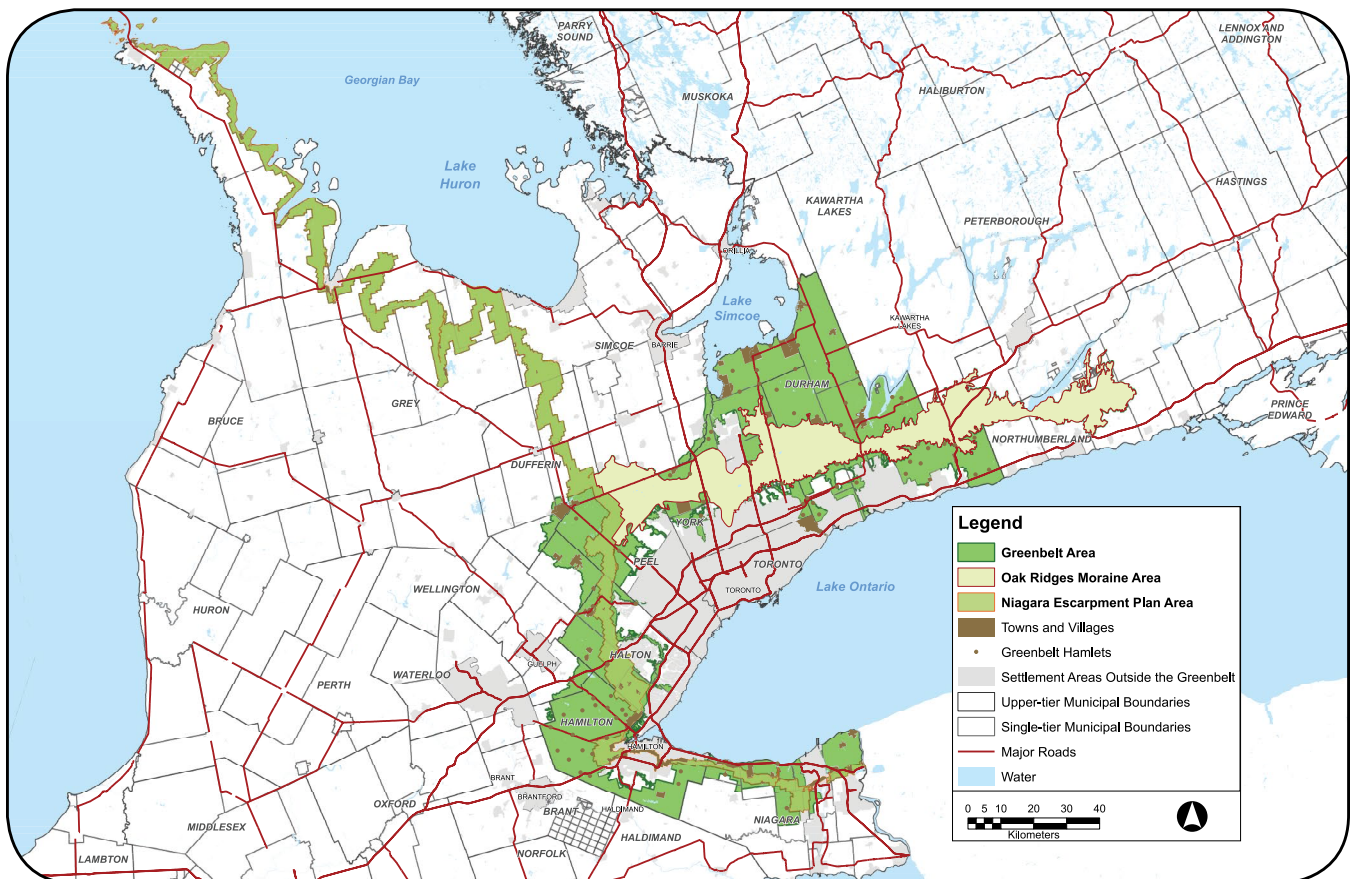 PARRY
SOUND
LENNOX AND
ADDINGTON
Georgian Bay
MUSKOKA
HALIBURTON
Lake
Huron
HASTINGS
KAWARTHA
LAKES
PETERBOROUGH
ORILLIA
Lake
Simcoe
KAWARTHA
LAKES
SIMCOE
BARRIE
DURHAM
GREY
BRUCE
PRINCE
EDWARD
NORTHUMBERLAND
DUFFERIN
YORK
PEEL
TORONTO
TORONTO
Lake Ontario
WELLINGTON
HURON
HALTON
GUELPH
WATERLOO
PERTH
HAMILTON
HAMILTON
BRANT
BRANTFORD
OXFORD
BRANT
HALDIMAND
NIAGARA
MIDDLESEX
HALDIMAND
NORFOLK
LAMBTON
Legend
Greenbelt Area
Oak Ridges Moraine Area
Niagara Escarpment Plan Area
Towns and Villages
Greenbelt Hamlets
Settlement Areas Outside the Greenbelt
Upper-tier Municipal Boundaries
Single-tier Municipal Boundaries
Major Roads
Water
0 5 10 20 30 40
Kilometers